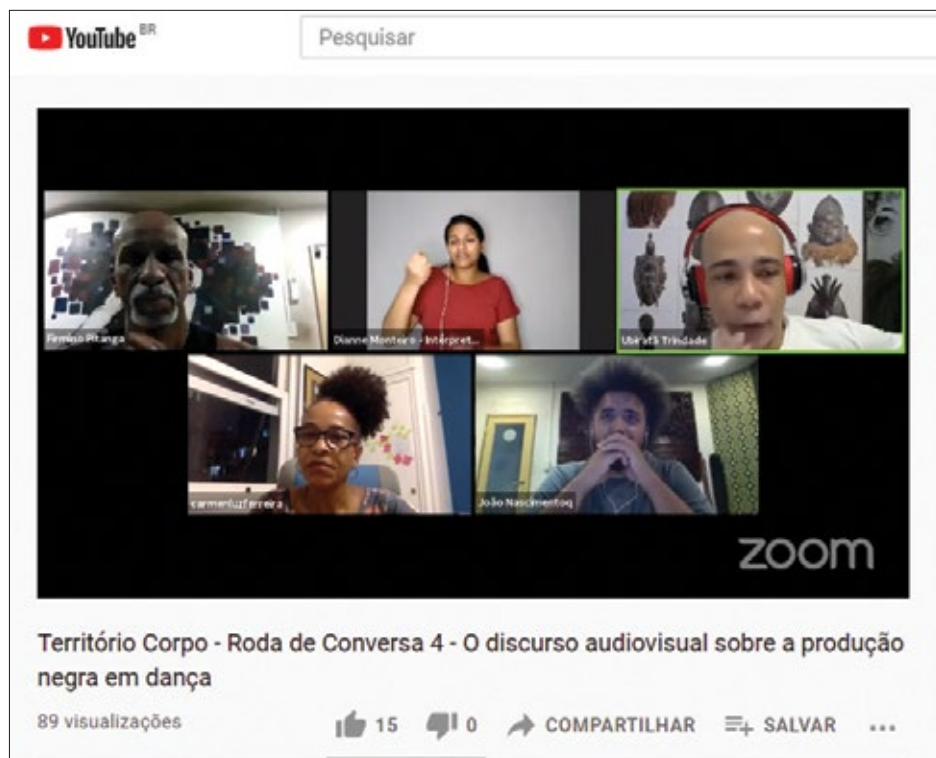 YouTube BR
Pesquisar
Firmino Pitanga
Dianne Monteiro - Interpret...
Ubiratã Trindade
carmenluzferreira
João Nascimentoq
zoom
Território Corpo - Roda de Conversa 4 - O discurso audiovisual sobre a produção
negra em dança
89 visualizações
15
0
COMPARTILHAR
SALVAR
...